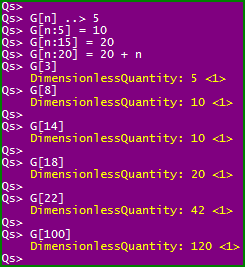 Qs>
Qs> G[n] ..> 5
Qs> G[n:5] = 10
Qs> G[n:15] = 20
Qs> G[n:20] = 20 + n
Qs> G[3]
DimensionlessQuantity: 5 <1>
Qs> G[8]
DimensionlessQuantity: 10 <1>
Qs>
Qs> G[14]
DimensionlessQuantity: 10 <1>
Qs>
Qs> G[18]
DimensionlessQuantity: 20 <1>
Qs>
Qs> G[22]
DimensionlessQuantity: 42 <1>
Qs>
Qs> G[100]
DimensionlessQuantity: 120 <1>
Qs>